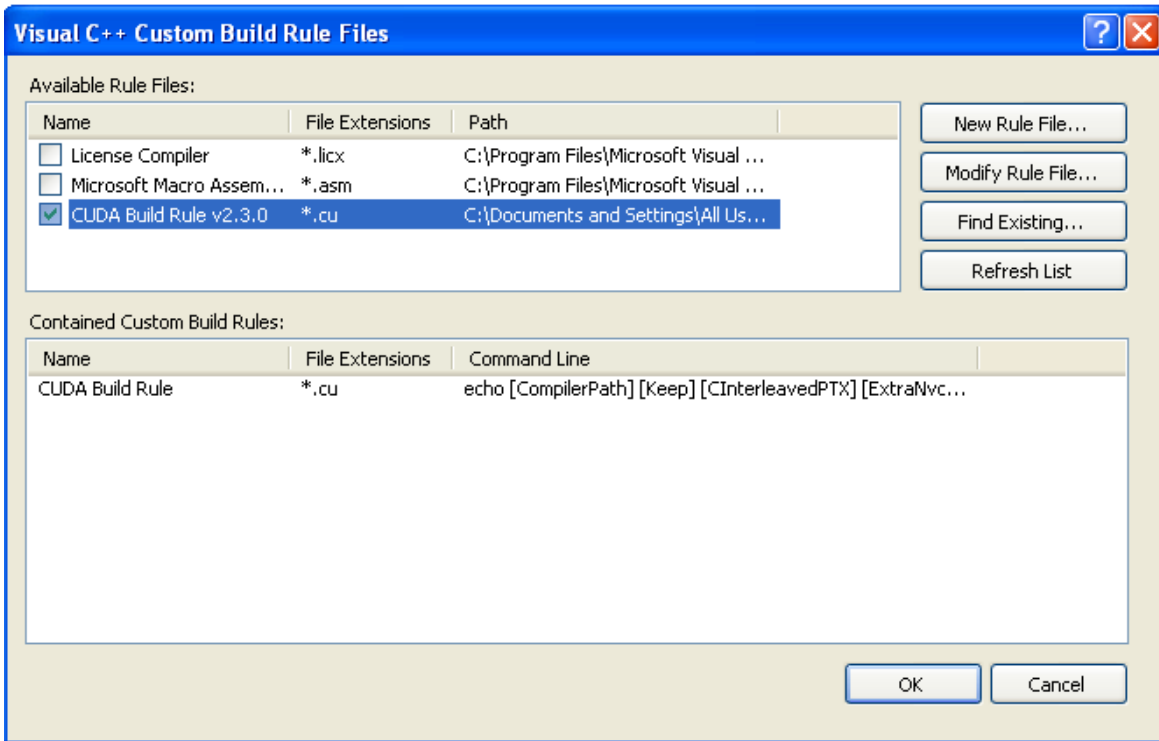 Visual C++ Custom Build Rule Files
Available Rule Files:
Name File Extensions Path
License Compiler *.licx C:\Program Files\Microsoft Visual ...
Microsoft Macro Assem... *.asm C:\Program Files\Microsoft Visual ...
CUDA Build Rule v2.3.0 *.cu C:\Documents and Settings\All Us...
New Rule File...
Modify Rule File...
Find Existing...
Refresh List
Contained Custom Build Rules:
Name File Extensions Command Line
CUDA Build Rule *.cu echo [CompilerPath] [Keep] [CInterleavedPTX] [ExtraNvc...
OK Cancel